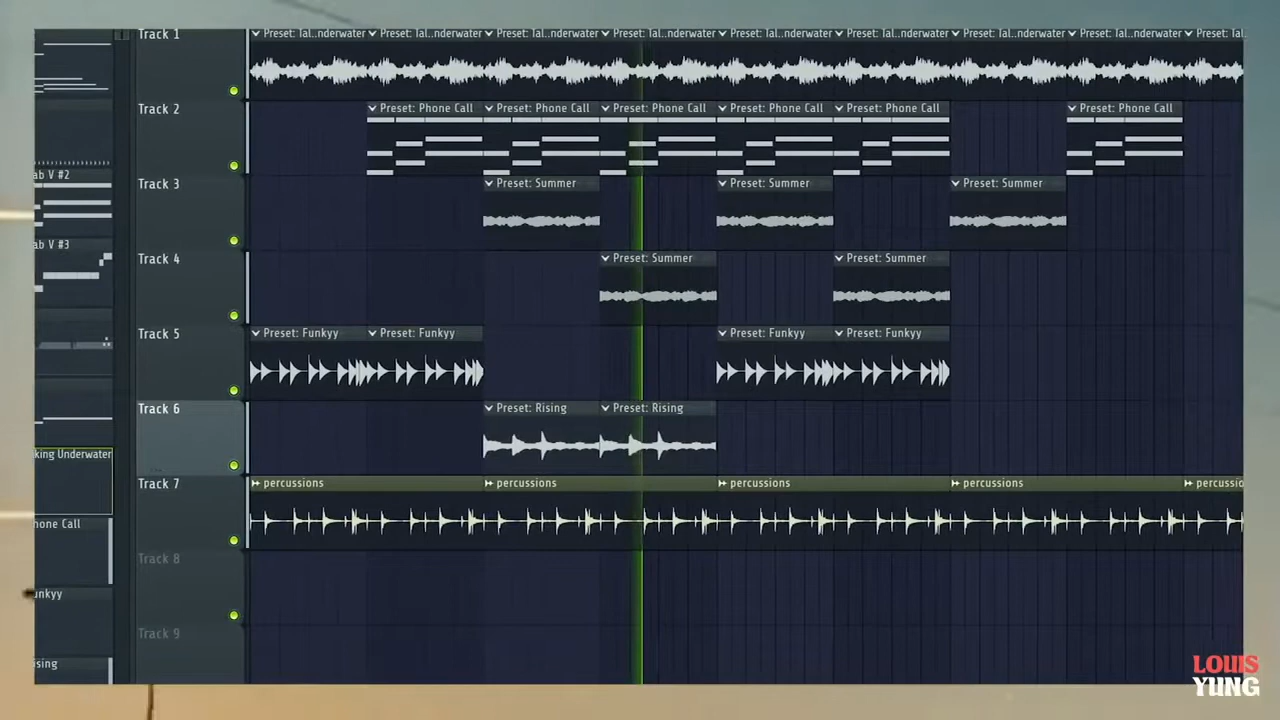 Track 1
Preset: Tal..nderwater Preset: Tal..nderwater Preset: Tal..nderwater Preset: Tal..nderwater Preset: Tal..nderwater Preset: Tal..nderwater Preset: Tal..nderwater Preset: Tal..nderwater Preset: Tal
Track 2
Preset: Phone Call Preset: Phone Call Preset: Phone Call Preset: Phone Call Preset: Phone Call Preset: Phone Call
ab V #2
Track 3
Preset: Summer Preset: Summer Preset: Summer
ab V #3
Track 4
Preset: Summer Preset: Summer
Track 5
Preset: Funkyy Preset: Funkyy Preset: Funkyy Preset: Funkyy
Track 6
Preset: Rising Preset: Rising
king Underwater
Track 7
percussions percussions percussions percussions percussio
hone Call
Track 8
unkyy
Track 9
ising
LOUIS
YUNG